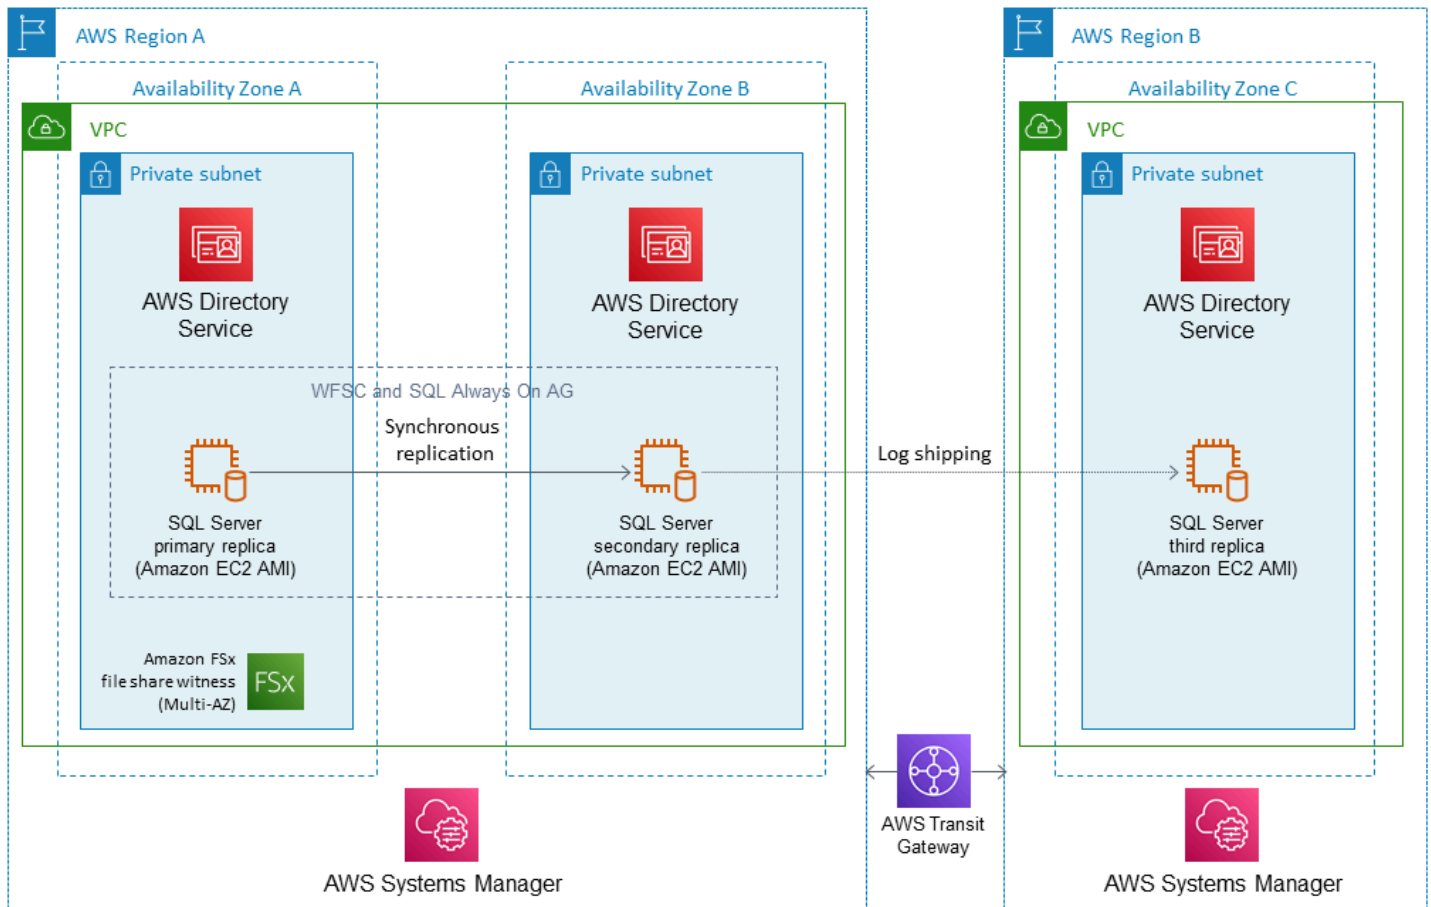 AWS Region A
AWS Region B
Availability Zone A
Availability Zone B
Availability Zone C
VPC
VPC
Private subnet
Private subnet
Private subnet
AWS Directory
Service
AWS Directory
Service
AWS Directory
Service
WFSC and SQL Always On AG
Synchronous
replication
Log shipping
SQL Server
primary replica
(Amazon EC2 AMI)
SQL Server
secondary replica
(Amazon EC2 AMI)
SQL Server
third replica
(Amazon EC2 AMI)
Amazon FSx
file share witness
(Multi-AZ)
FSx
AWS Transit
Gateway
AWS Systems Manager
AWS Systems Manager